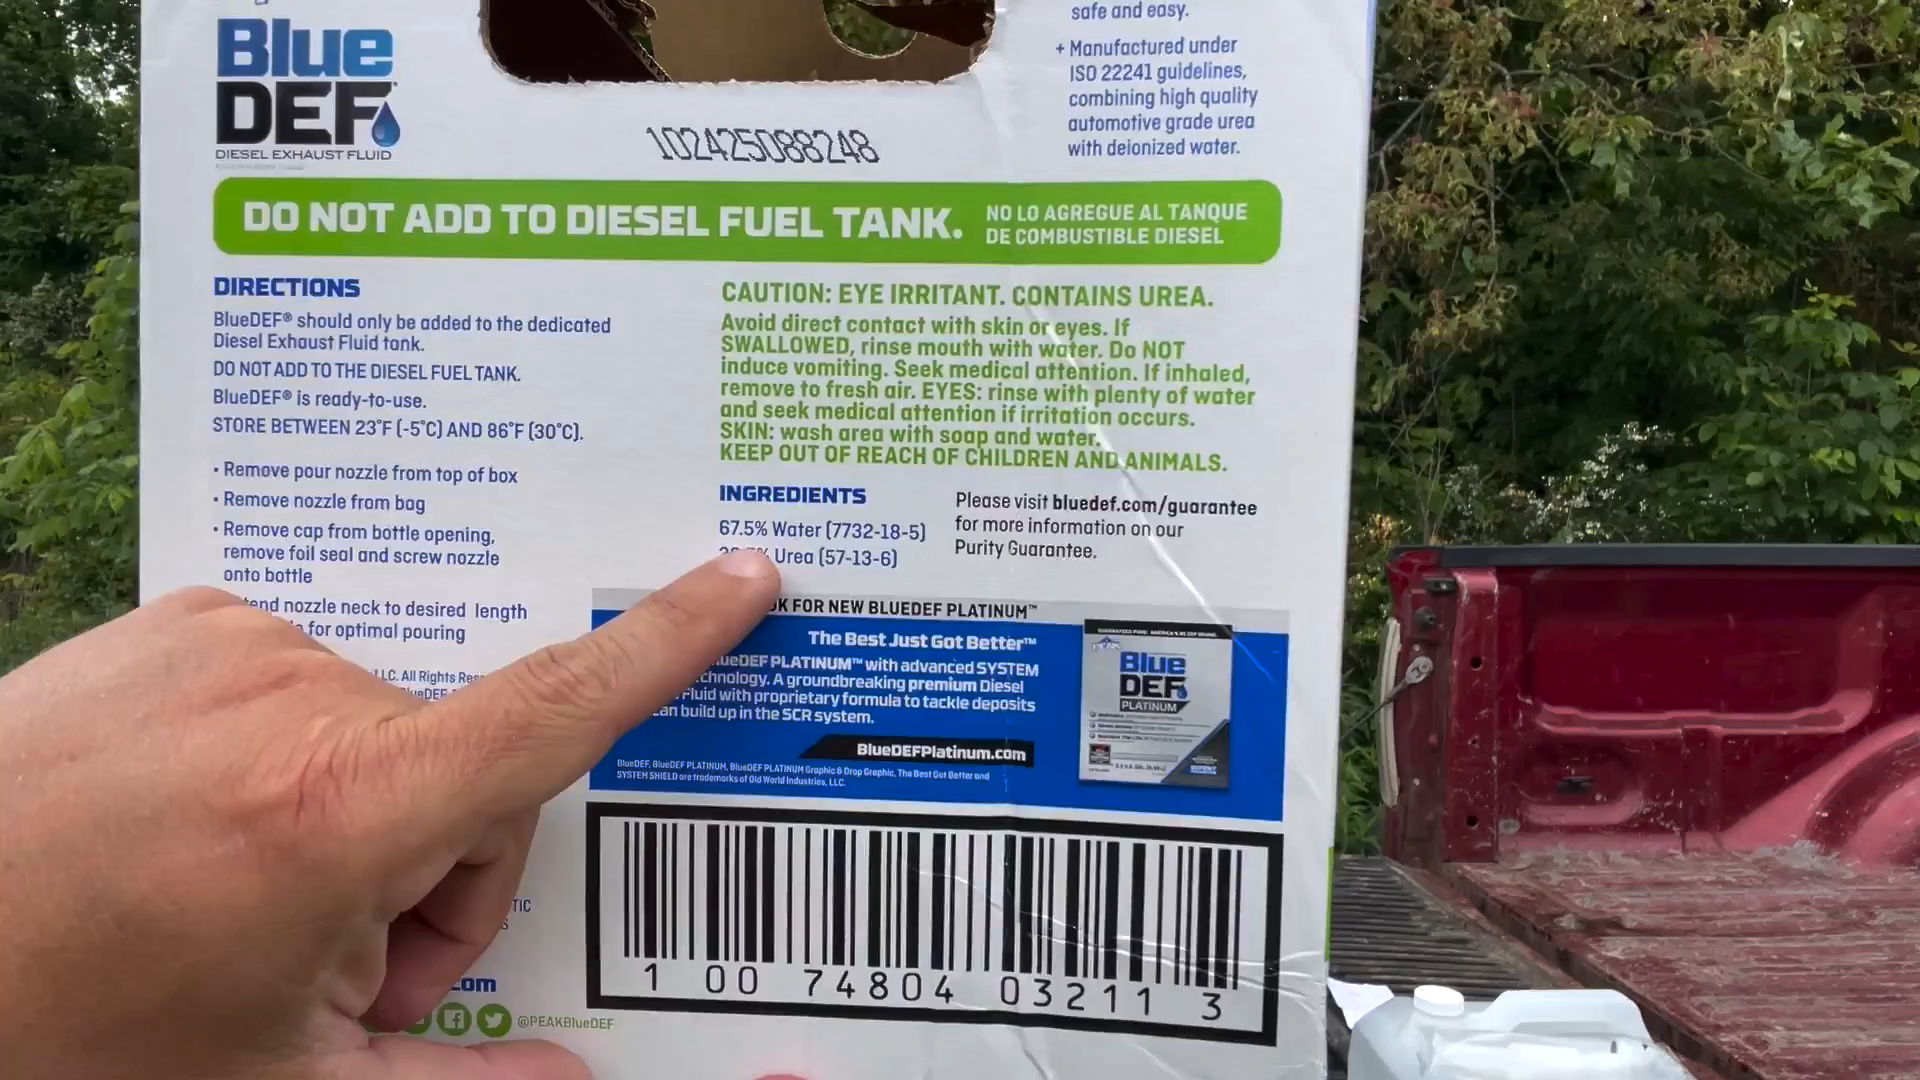 Blue
DEF
DIESEL EXHAUST FLUID
102425088248
safe and easy.
+ Manufactured under
ISO 22241 guidelines,
combining high quality
automotive grade urea
with deionized water.
DO NOT ADD TO DIESEL FUEL TANK.
NO LO AGREGUE AL TANQUE
DE COMBUSTIBLE DIESEL
DIRECTIONS
BlueDEF® should only be added to the dedicated
Diesel Exhaust Fluid tank.
DO NOT ADD TO THE DIESEL FUEL TANK.
BlueDEF® is ready-to-use.
STORE BETWEEN 23°F (-5°C) AND 86°F (30°C).
• Remove pour nozzle from top of box
• Remove nozzle from bag
• Remove cap from bottle opening,
remove foil seal and screw nozzle
onto bottle
nozzle neck to desired length
for optimal pouring
LLC. All Rights
CAUTION: EYE IRRITANT. CONTAINS UREA.
Avoid direct contact with skin or eyes. If
SWALLOWED, rinse mouth with water. Do NOT
induce vomiting. Seek medical attention. If inhaled,
remove to fresh air. EYES: rinse with plenty of water
and seek medical attention if irritation occurs.
SKIN: wash area with soap and water.
KEEP OUT OF REACH OF CHILDREN AND ANIMALS.
INGREDIENTS
67.5% Water (7732-18-5)
Urea (57-13-6)
Please visit bluedef.com/guarantee
for more information on our
Purity Guarantee.
FOR NEW BLUEDEF PLATINUM™
The Best Just Got Better™
PLATINUM™ with advanced SYSTEM
A groundbreaking premium Diesel
Fluid with proprietary formula to tackle deposits
can build up in the SCR system.
BlueDEFPlatinum.com
BlueDEF, BlueDEF PLATINUM, BlueDEF PLATINUM Graphic & Drop Graphic, The Best Got Better and
SYSTEM SHIELD are trademarks of Old World Industries, LLC.
Blue
DEF
PLATINUM
1 00 74804 03211 3
@PEAKBlueDEF